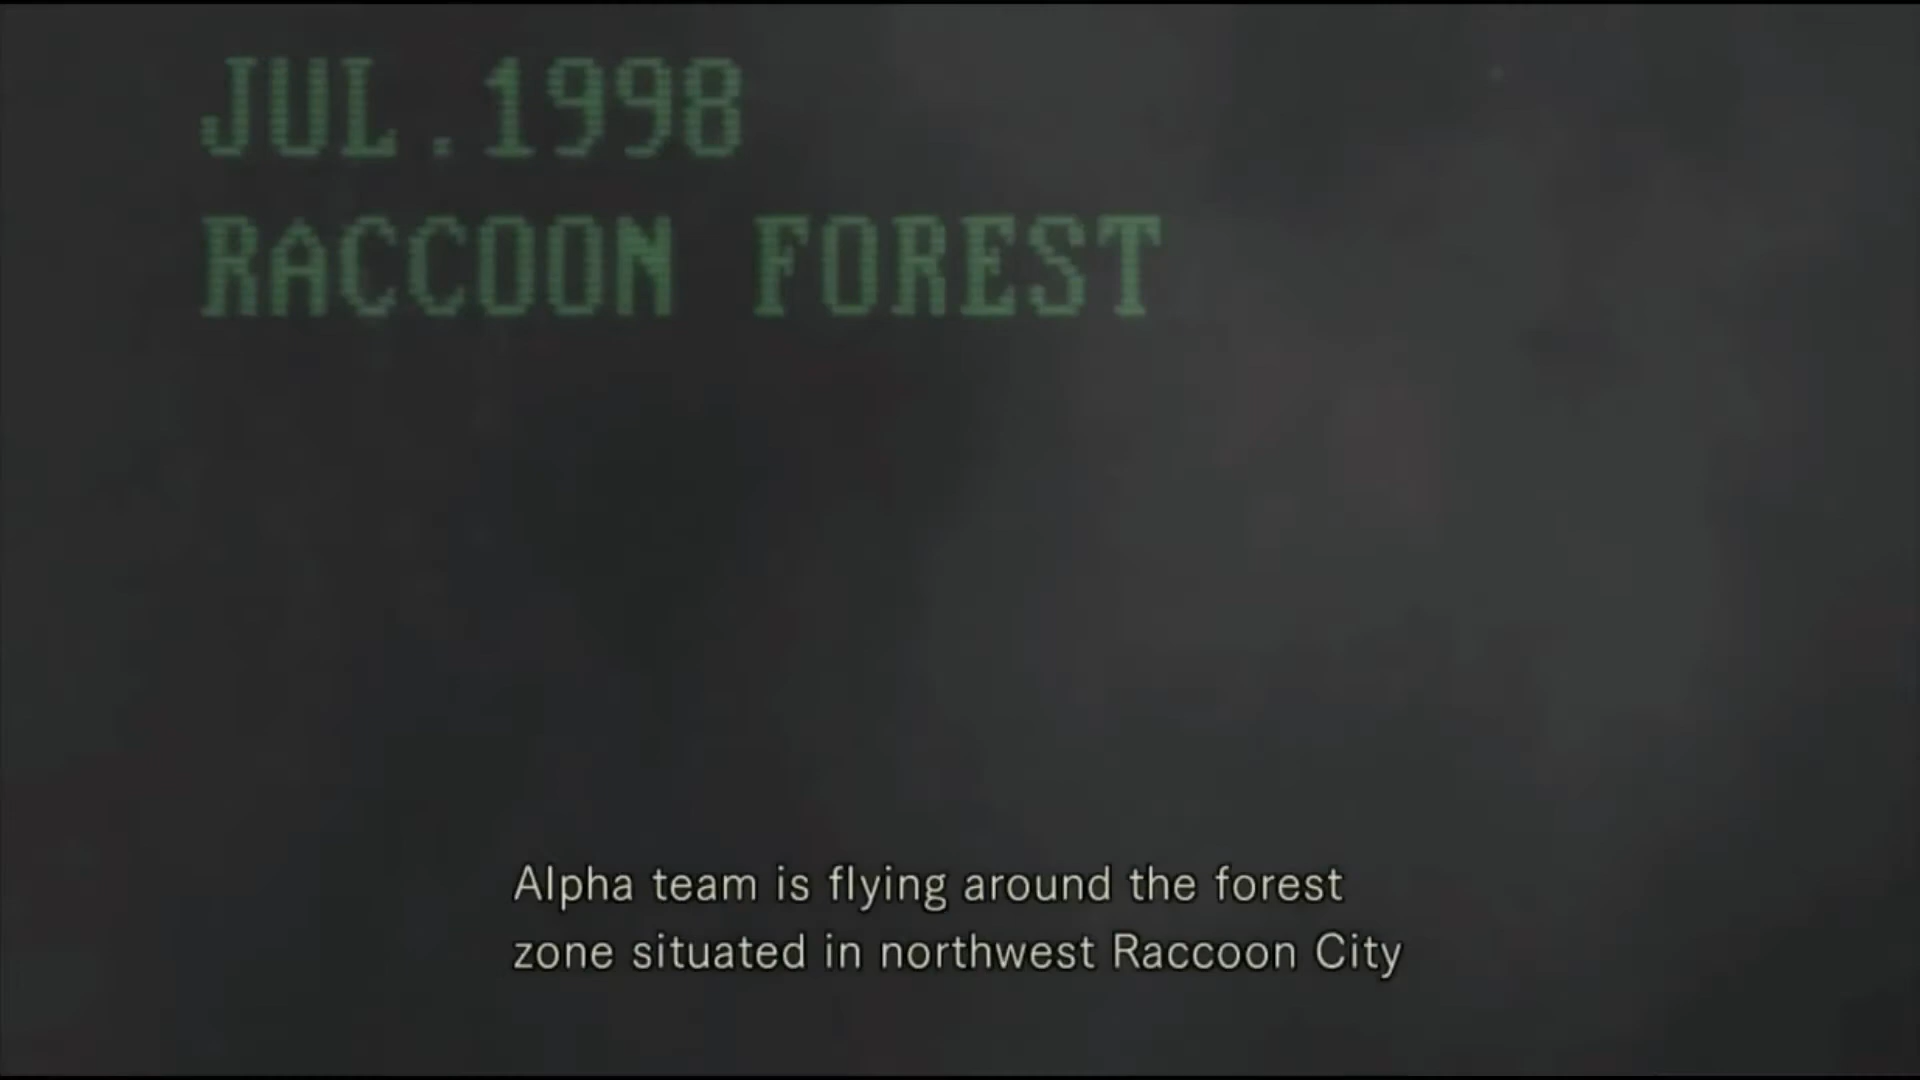 JUL.1998
RACCOON FOREST
Alpha team is flying around the forest
zone situated in northwest Raccoon City